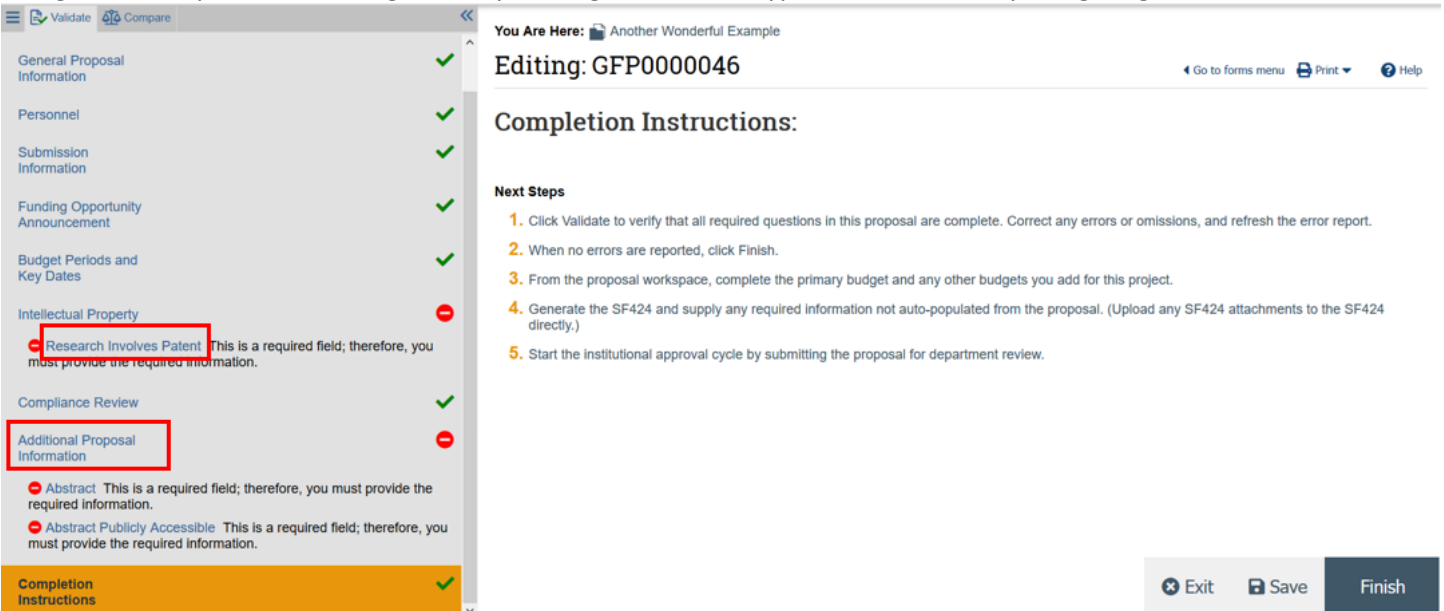 Validate Compare
General Proposal
Information
Personnel
Submission
Information
Funding Opportunity
Announcement
Budget Periods and
Key Dates
Intellectual Property
Research Involves Patent This is a required field; therefore, you
must provide the required information.
Compliance Review
Additional Proposal
Information
Abstract This is a required field; therefore, you must provide the
required information.
Abstract Publicly Accessible This is a required field; therefore, you
must provide the required information.
Completion
Instructions
You Are Here: Another Wonderful Example
Editing: GFP0000046
Go to forms menu Print Help
Completion Instructions:
Next Steps
1. Click Validate to verify that all required questions in this proposal are complete. Correct any errors or omissions, and refresh the error report.
2. When no errors are reported, click Finish.
3. From the proposal workspace, complete the primary budget and any other budgets you add for this project.
4. Generate the SF424 and supply any required information not auto-populated from the proposal. (Upload any SF424 attachments to the SF424
directly.)
5. Start the institutional approval cycle by submitting the proposal for department review.
Exit Save Finish